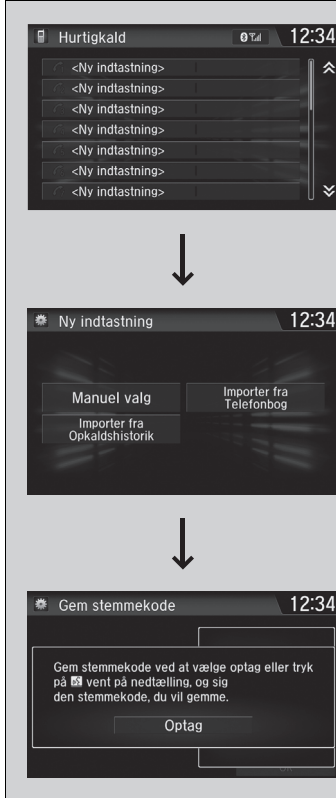 Hurtigkald 12:34
<Ny indtastning>
<Ny indtastning>
<Ny indtastning>
<Ny indtastning>
<Ny indtastning>
<Ny indtastning>
<Ny indtastning>
Ny indtastning 12:34
Manuel valg
Importer fra
Telefonbog
Importer fra
Opkaldshistorik
Gem stemmekode 12:34
Gem stemmekode ved at vælge optag eller tryk
på vent på nedtælling, og sig
den stemmekode, du vil gemme.
Optag
OK